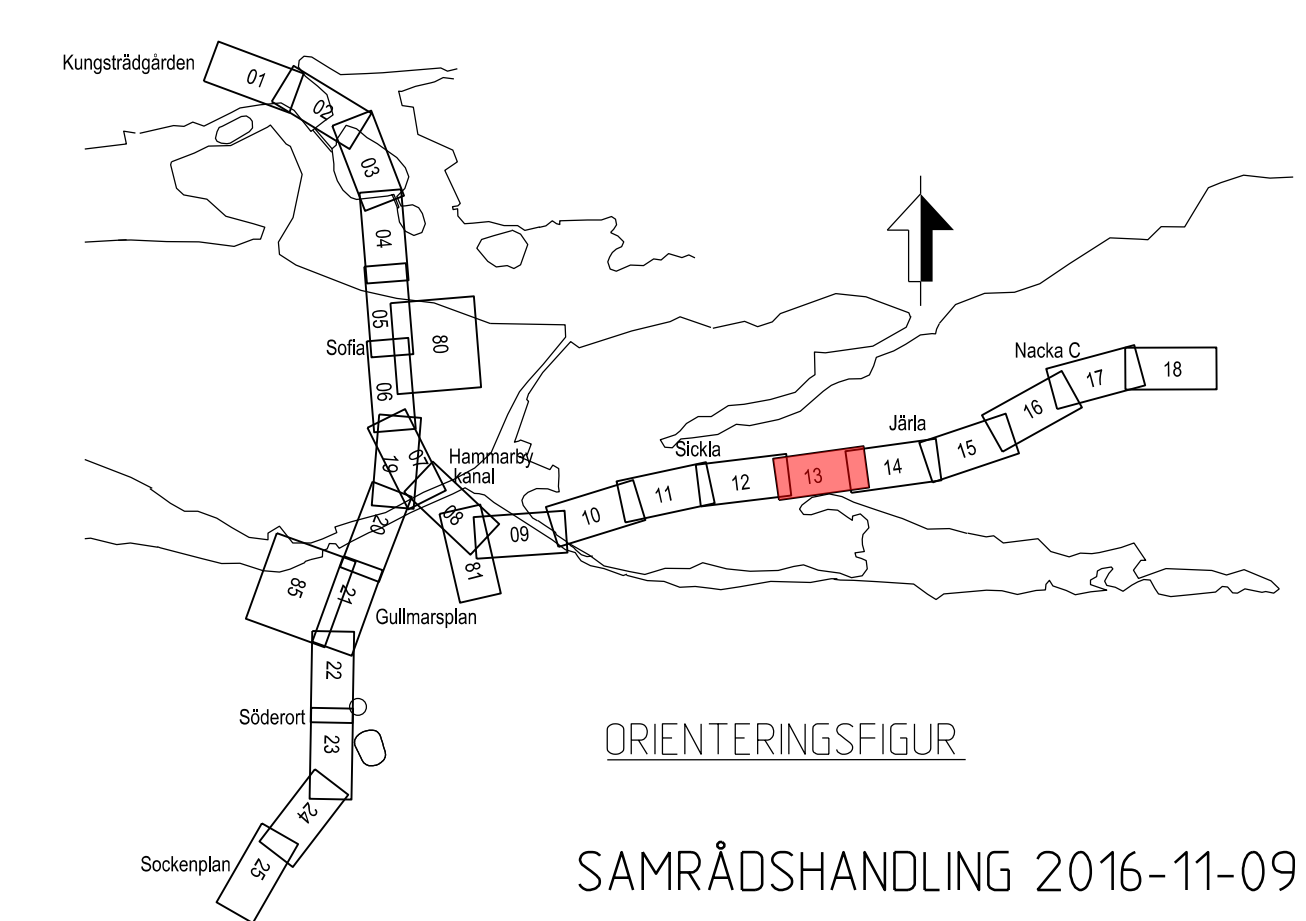 Kungsträdgården
01
02
03
04
05
Sofia
80
06
Nacka C
17
18
16
Järla
15
14
13
Sickla
12
11
10
09
Hammarby
kanal
07
19
08
20
81
85
21
Gullmarsplan
22
Söderort
23
24
Sockenplan
25
ORIENTERINGSFIGUR
SAMRÅDSHANDLING 2016-11-09